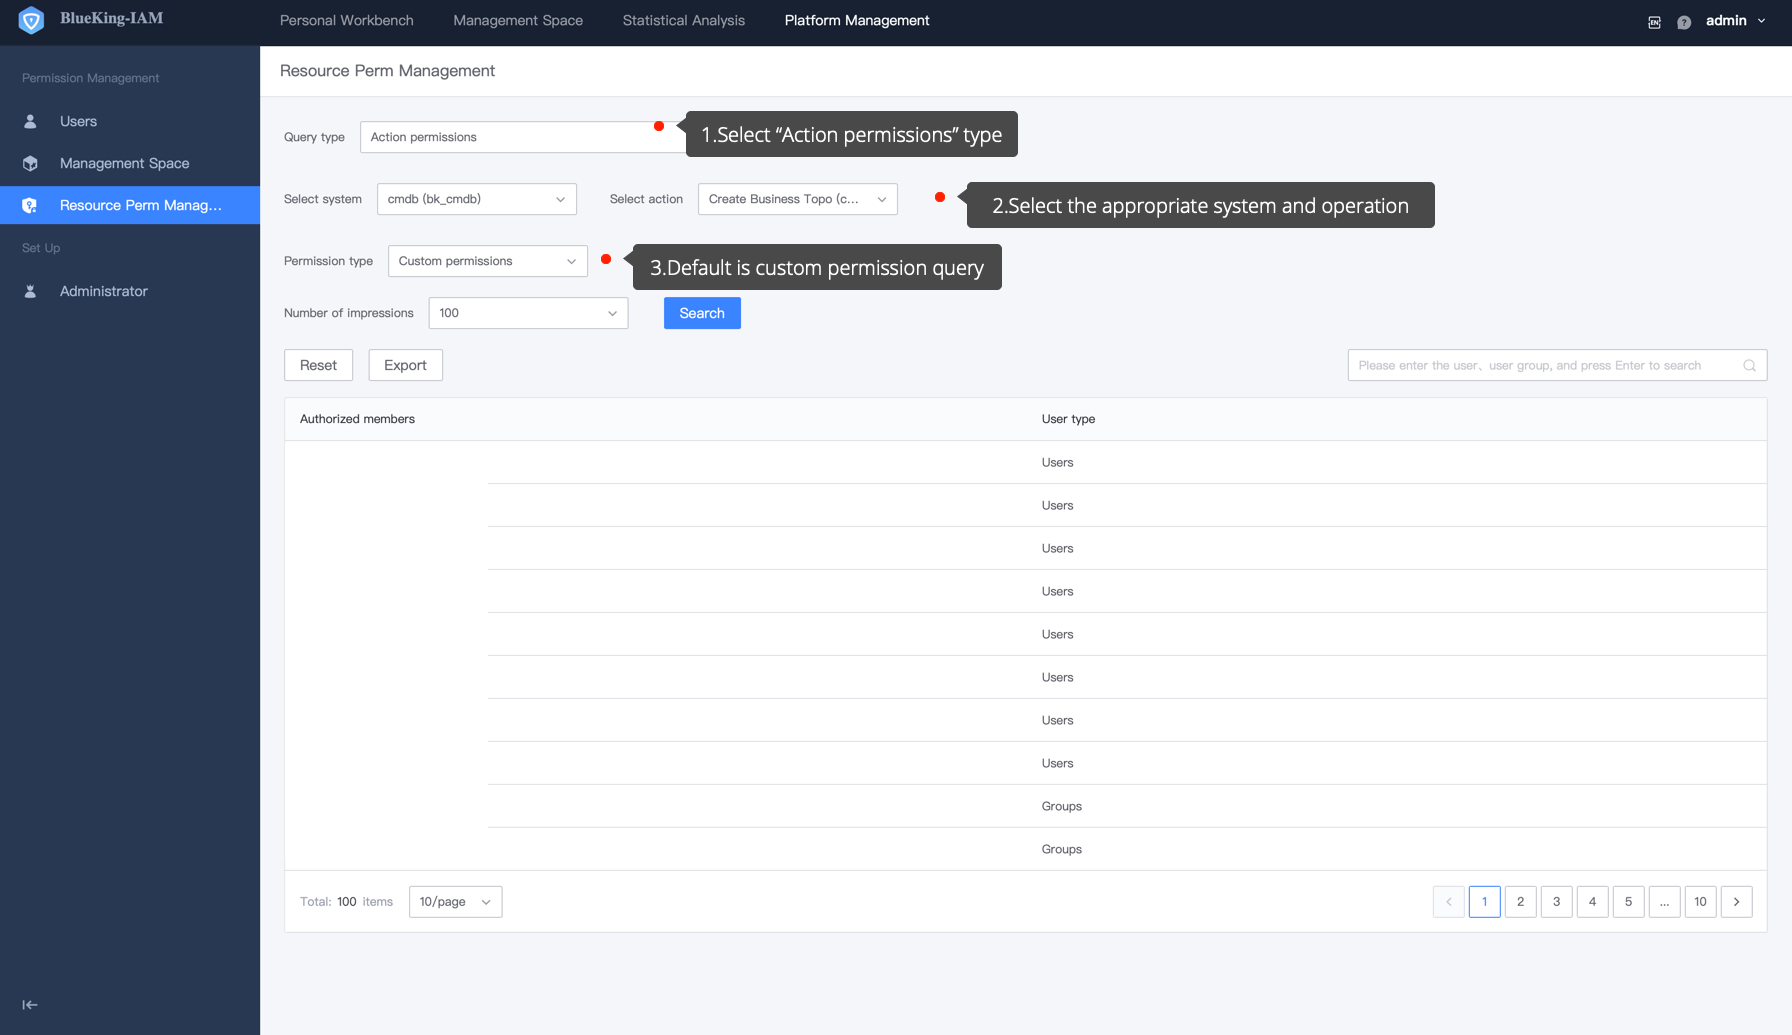 BlueKing-IAM
Personal Workbench
Management Space
Statistical Analysis
Platform Management
EN
?
admin
Permission Management
Users
Management Space
Resource Perm Manag...
Set Up
Administrator
Resource Perm Management
Query type
Action permissions
1.Select “Action permissions” type
Select system
cmdb (bk_cmdb)
Select action
Create Business Topo (c...
2.Select the appropriate system and operation
Permission type
Custom permissions
3.Default is custom permission query
Number of impressions
100
Search
Reset
Export
Please enter the user、user group, and press Enter to search
Authorized members
User type
Users
Users
Users
Users
Users
Users
Users
Users
Groups
Groups
Total: 100 items
10/page
1
2
3
4
5
...
10